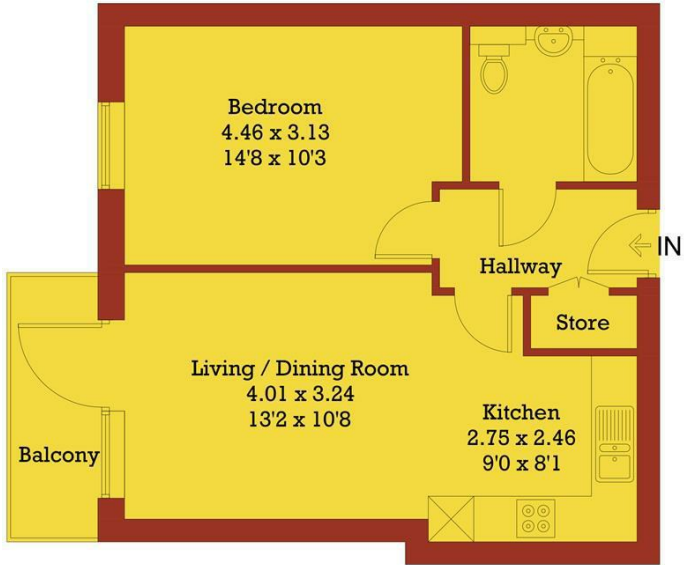 Bedroom
4.46 x 3.13
14'8 x 10'3
IN
Hallway
Store
Living / Dining Room
4.01 x 3.24
13'2 x 10'8
Kitchen
2.75 x 2.46
9'0 x 8'1
Balcony